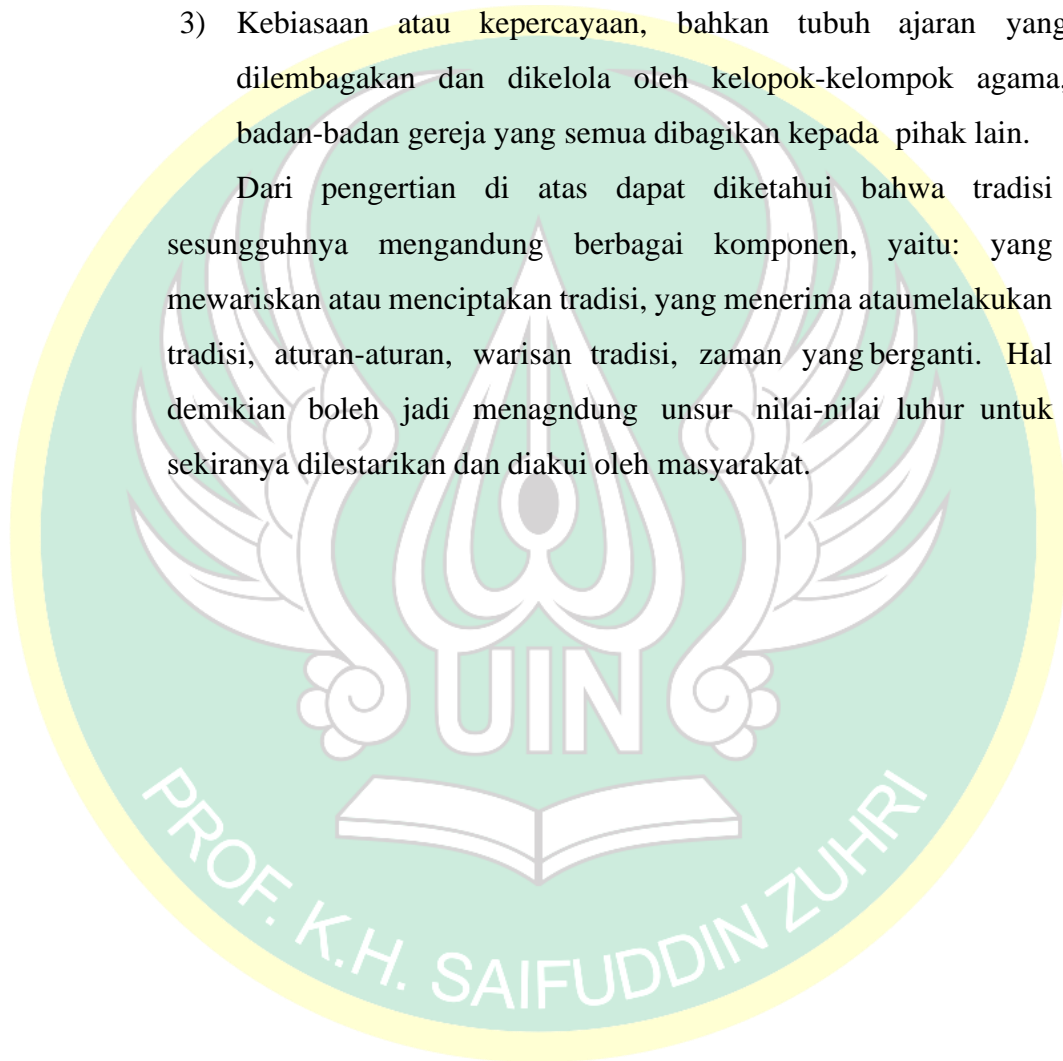 3) Kebiasaan atau kepercayaan, bahkan tubuh ajaran yang
dilembagakan dan dikelola oleh kelopok-kelompok agama,
badan-badan gereja yang semua dibagikan kepada pihak lain.
Dari pengertian di atas dapat diketahui bahwa tradisi
sesungguhnya mengandung berbagai komponen, yaitu: yang
mewariskan atau menciptakan tradisi, yang menerima ataumelakukan
tradisi, aturan-aturan, warisan tradisi, zaman yang berganti. Hal
demikian boleh jadi menagndung unsur nilai-nilai luhur untuk
sekiranya dilestarikan dan diakui oleh masyarakat.
UIN
PROF. K.H. SAIFUDDIN ZUHRI